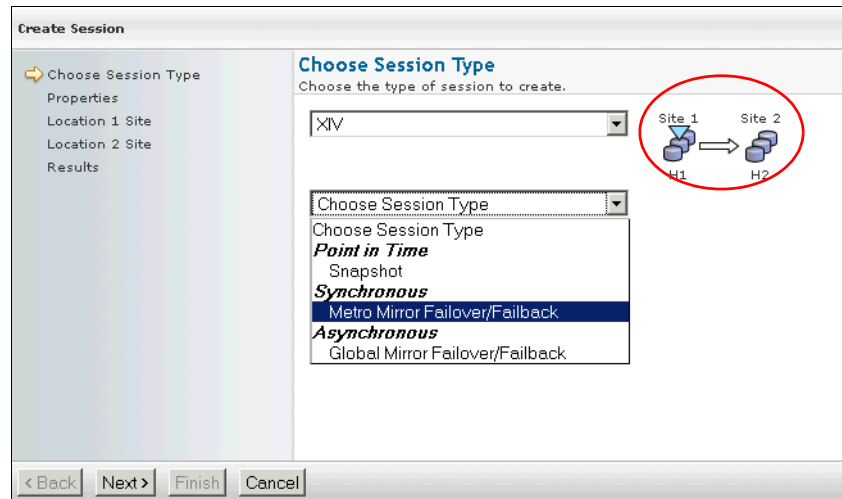 Create Session
Choose Session Type
Properties
Location 1 Site
Location 2 Site
Results
Choose Session Type
Choose the type of session to create.
XIV
Site 1 Site 2
H1 H2
Choose Session Type
Choose Session Type
Point in Time
Snapshot
Synchronous
Metro Mirror Failover/Failback
Asynchronous
Global Mirror Failover/Failback
< Back Next > Finish Cancel